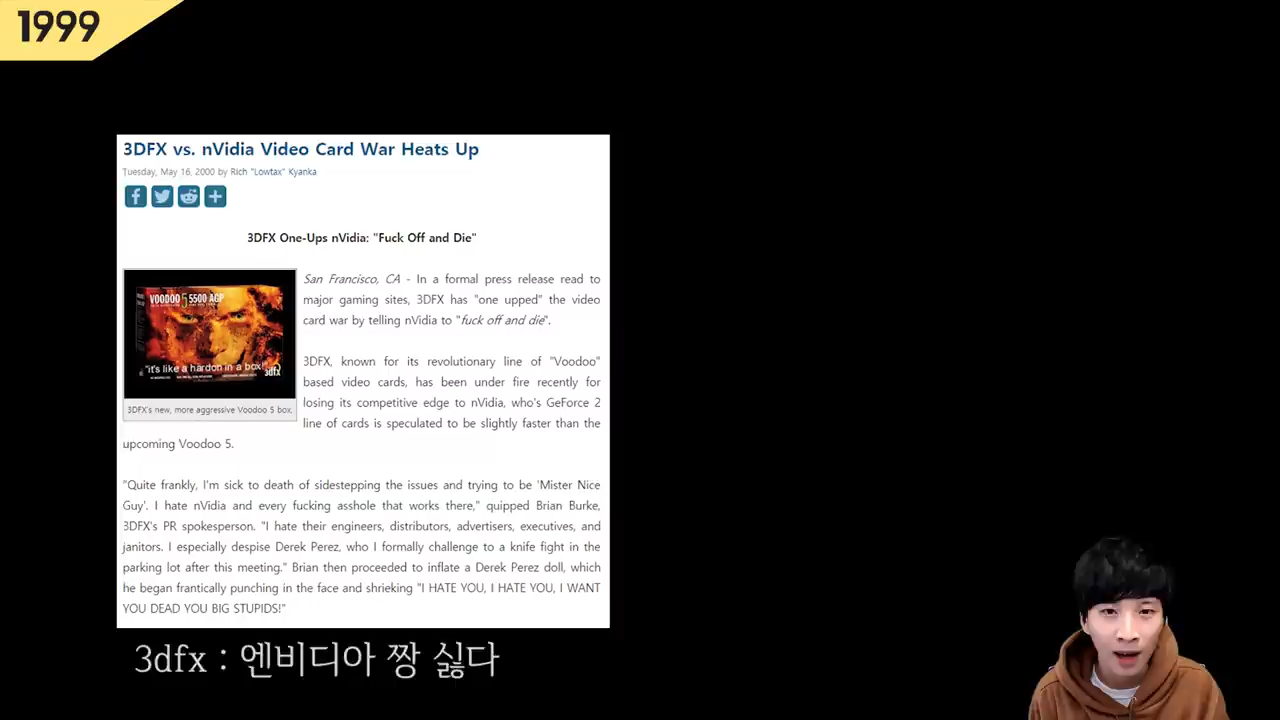 1999
3DFX vs. nVidia Video Card War Heats Up
Tuesday, May 16, 2000 by Rich "Lowtax" Kyanka
3DFX One-Ups nVidia: "Fuck Off and Die"
VOODOO 5 5500 AGP
"it's like a hardon in a box!"
3dfx
3DFX's new, more aggressive Voodoo 5 box.
San Francisco, CA - In a formal press release read to
major gaming sites, 3DFX has "one upped" the video
card war by telling nVidia to "fuck off and die".
3DFX, known for its revolutionary line of "Voodoo"
based video cards, has been under fire recently for
losing its competitive edge to nVidia, who's GeForce 2
line of cards is speculated to be slightly faster than the
upcoming Voodoo 5.
"Quite frankly, I'm sick to death of sidestepping the issues and trying to be 'Mister Nice
Guy'. I hate nVidia and every fucking asshole that works there," quipped Brian Burke,
3DFX's PR spokesperson. "I hate their engineers, distributors, advertisers, executives, and
janitors. I especially despise Derek Perez, who I formally challenge to a knife fight in the
parking lot after this meeting." Brian then proceeded to inflate a Derek Perez doll, which
he began frantically punching in the face and shrieking "I HATE YOU, I HATE YOU, I WANT
YOU DEAD YOU BIG STUPIDS!"
3dfx : 엔비디아 짱 싫다